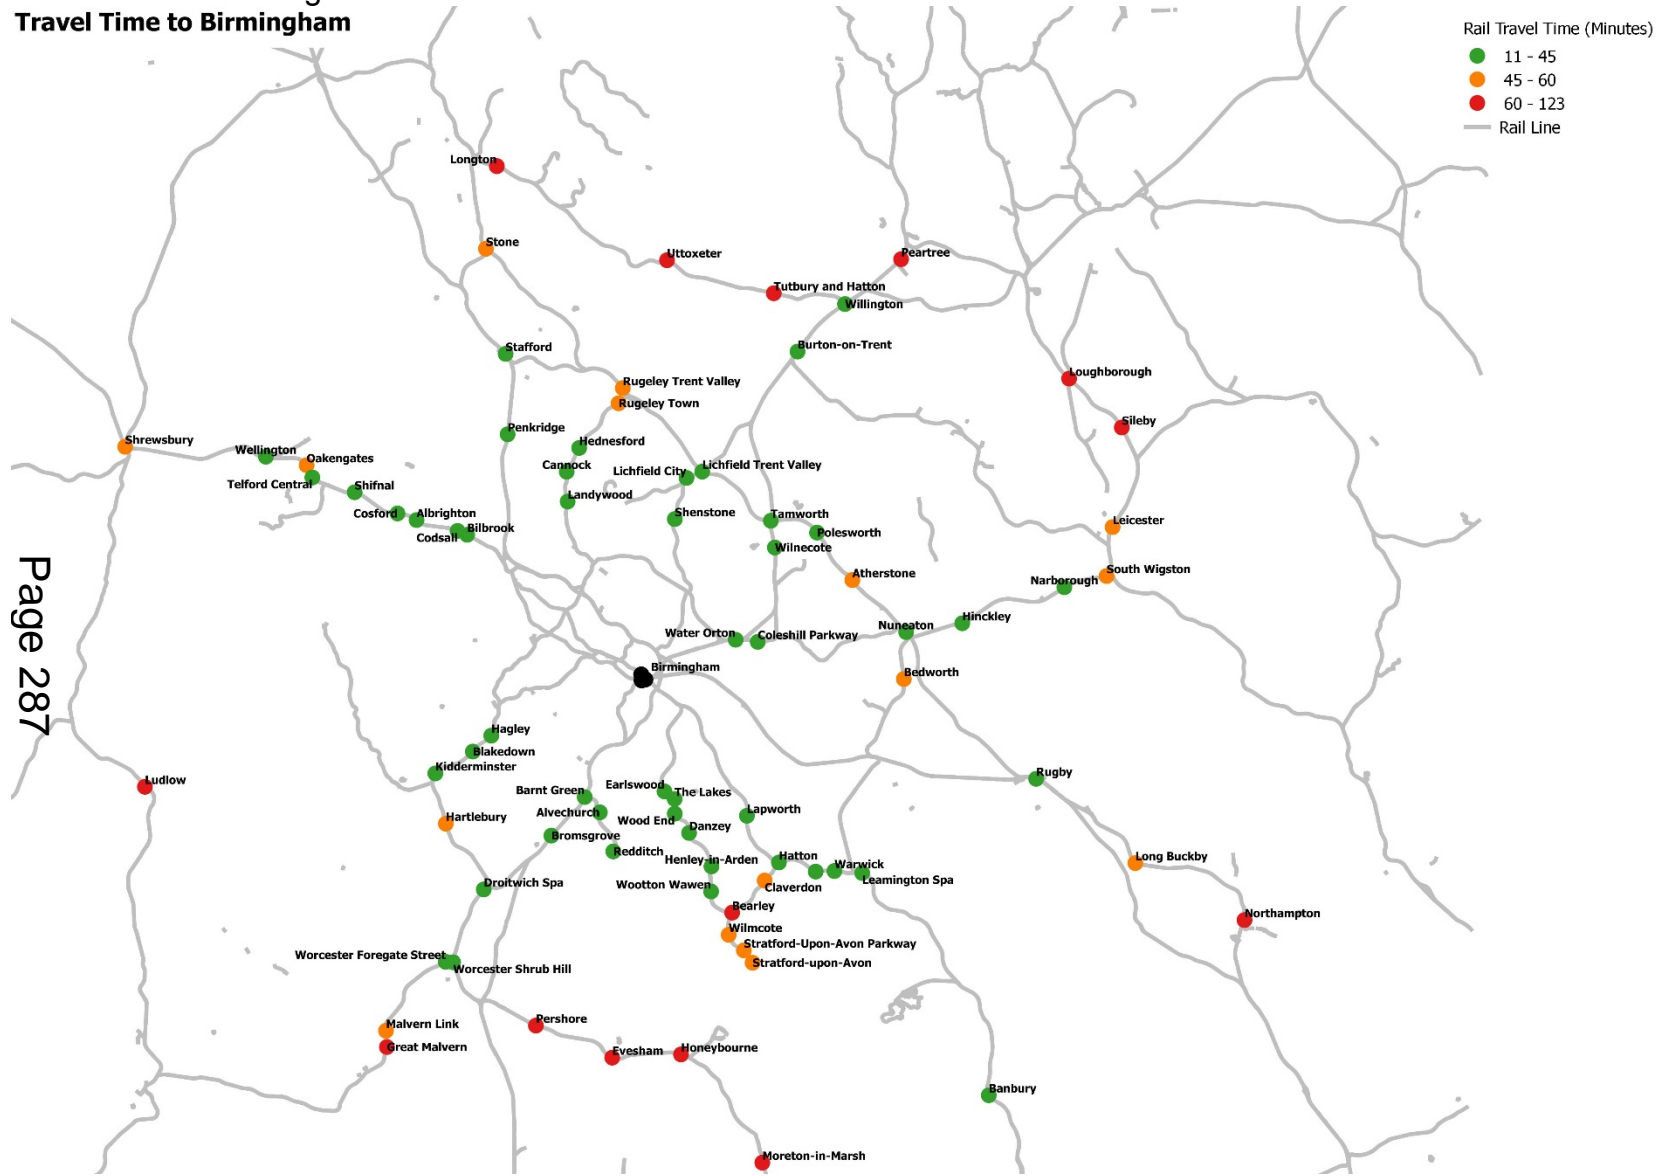 Travel Time to Birmingham
Rail Travel Time (Minutes)
11 - 45
45 - 60
60 - 123
Rail Line
Longton
Stone
Uttoxeter
Peartree
Tutbury and Hatton
Willington
Burton-on-Trent
Stafford
Loughborough
Rugeley Trent Valley
Rugeley Town
Sileby
Penkridge
Shrewsbury
Hednesford
Wellington
Oakengates
Cannock
Lichfield City
Lichfield Trent Valley
Telford Central
Shifnal
Landywood
Cosford
Albrighton
Shenstone
Tamworth
Leicester
Bilbrook
Codsall
Polesworth
Wilnecote
Atherstone
South Wigston
Narborough
Page 287
Hinckley
Nuneaton
Water Orton
Coleshill Parkway
Birmingham
Bedworth
Hagley
Blakedown
Kidderminster
Rugby
Ludlow
Earlswood
Barnt Green
The Lakes
Alvechurch
Wood End
Lapworth
Hartlebury
Danzey
Bromsgrove
Redditch
Henley-in-Arden
Hatton
Warwick
Long Buckby
Leamington Spa
Droitwich Spa
Wootton Wawen
Claverdon
Bearley
Northampton
Wilmcote
Stratford-Upon-Avon Parkway
Worcester Foregate Street
Stratford-upon-Avon
Worcester Shrub Hill
Pershore
Malvern Link
Great Malvern
Evesham
Honeybourne
Banbury
Moreton-in-Marsh